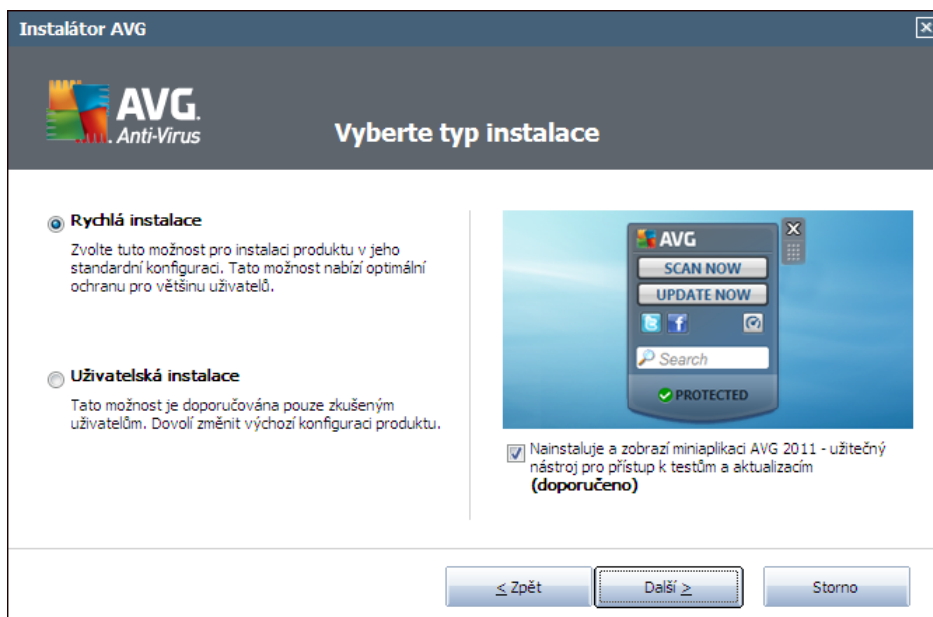 Instalátor AVG
AVG.
Anti-Virus
Vyberte typ instalace
Rychlá instalace
Zvolte tuto možnost pro instalaci produktu v jeho
standardní konfiguraci. Tato možnost nabízí optimální
ochranu pro většinu uživatelů.
Uživatelská instalace
Tato možnost je doporučována pouze zkušeným
uživatelům. Dovolí změnit výchozí konfiguraci produktu.
AVG
SCAN NOW
UPDATE NOW
Search
PROTECTED
Nainstaluje a zobrazí miniaplikaci AVG 2011 - užitečný
nástroj pro přístup k testům a aktualizacím
(doporučeno)
< Zpět
Další >
Storno